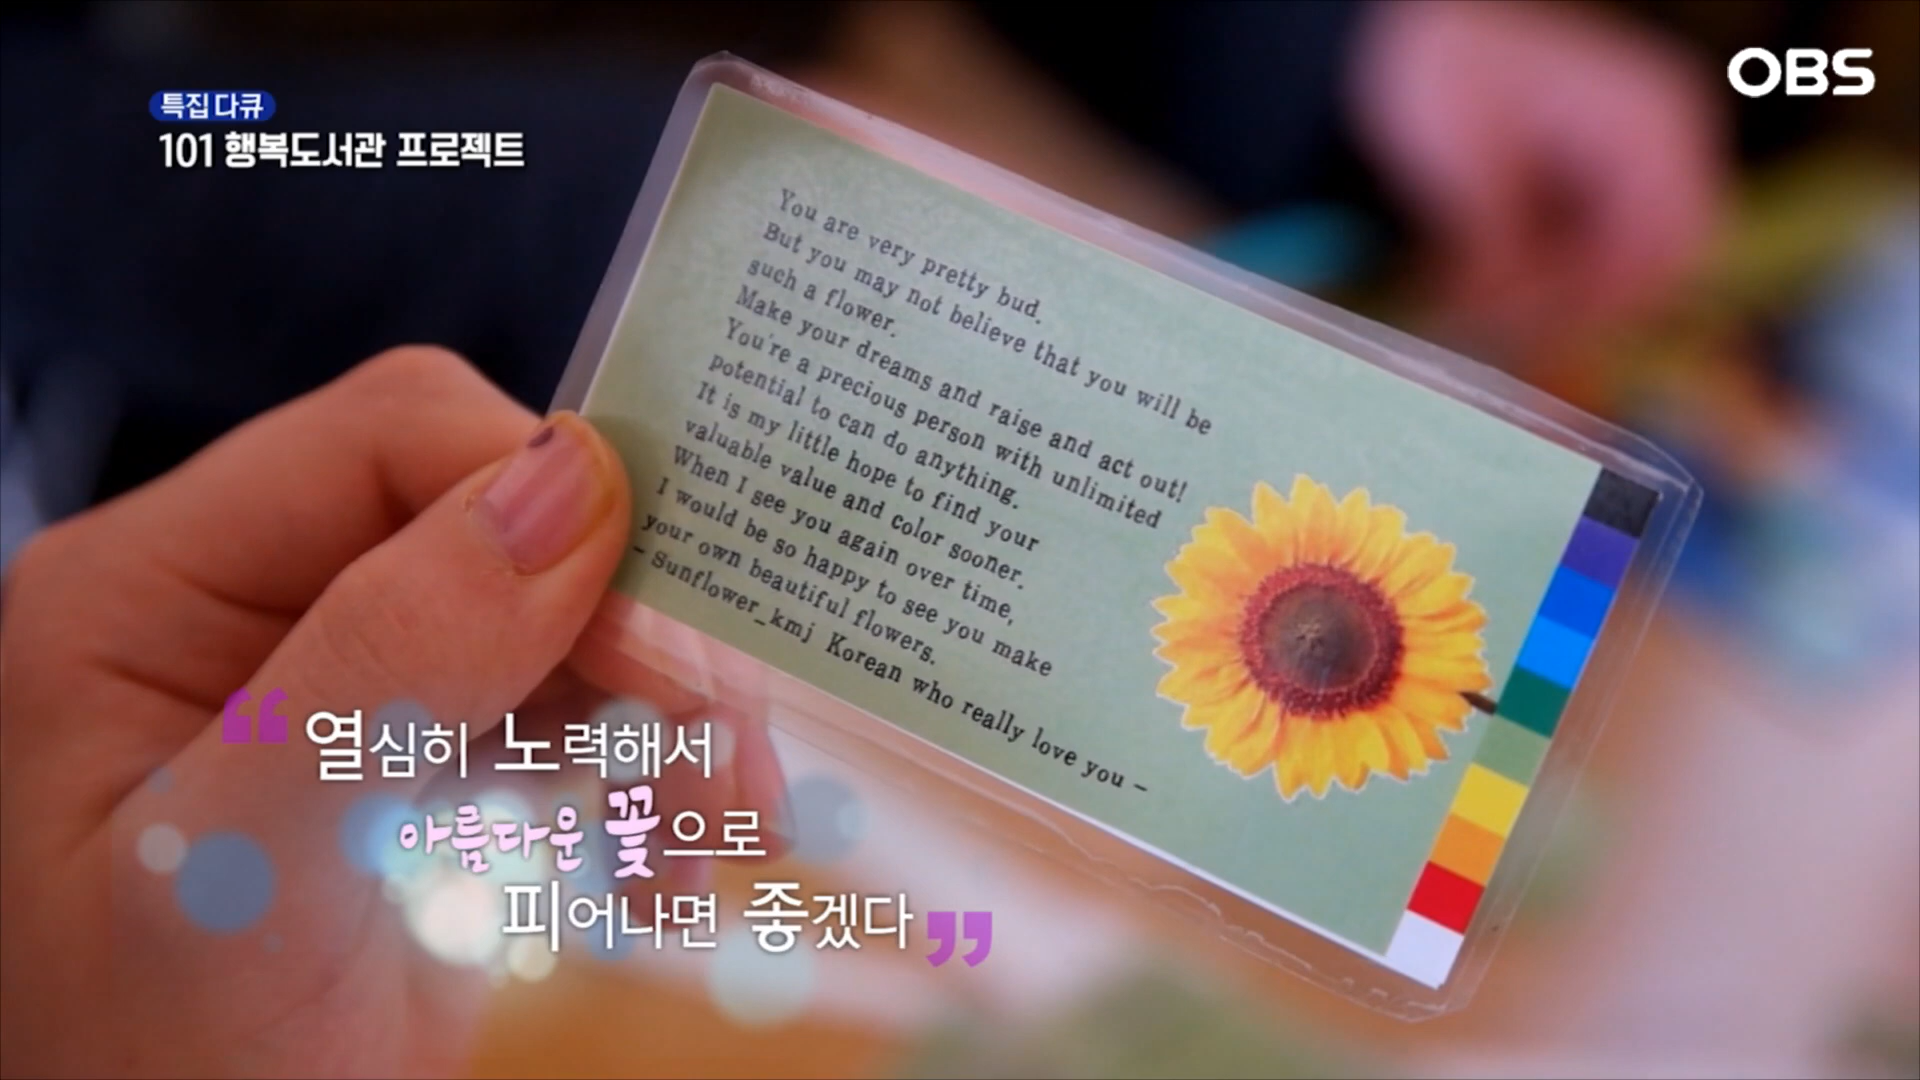 특집 다큐
101 행복도서관 프로젝트
OBS
You are very pretty bud.
But you may not believe that you will be
such a flower.
Make your dreams and raise and act out!
You're a precious person with unlimited
potential to can do anything.
It is my little hope to find your
valuable value and color sooner.
When I see you again over time,
I would be so happy to see you make
your own beautiful flowers.
- Sunflower_kmj Korean who really love you -
“열심히 노력해서
아름다운 꽃으로
피어나면 좋겠다”